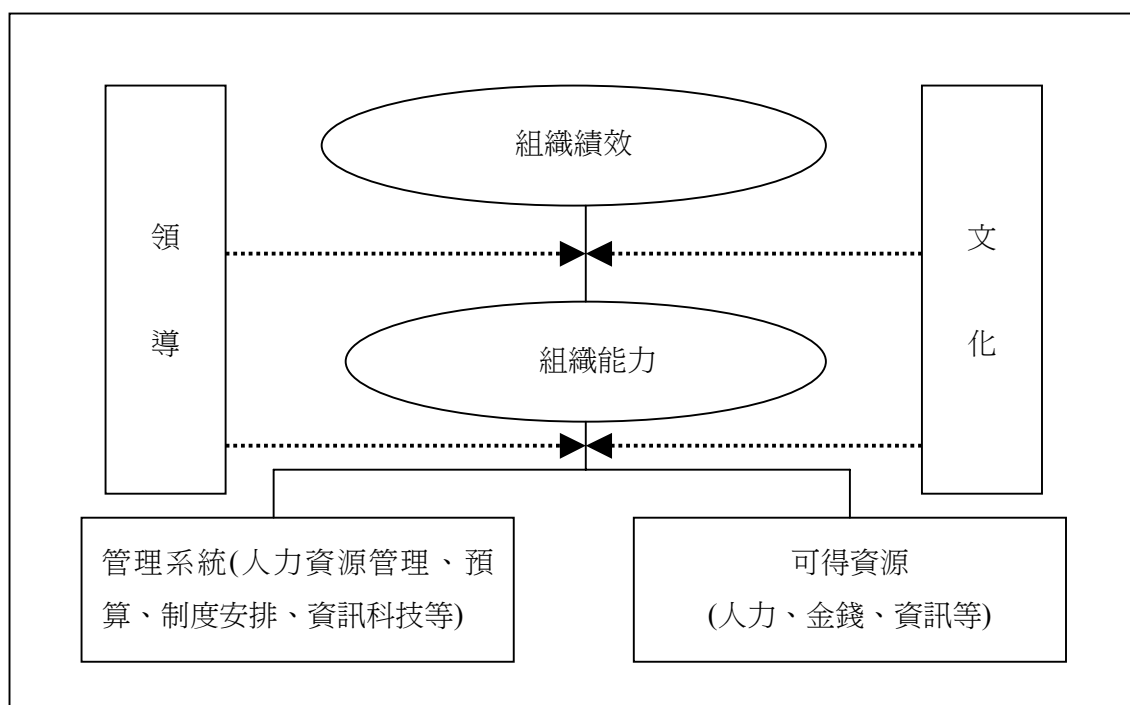 組織績效
領
導
文
化
組織能力
管理系統(人力資源管理、預
算、制度安排、資訊科技等)
可得資源
(人力、金錢、資訊等)